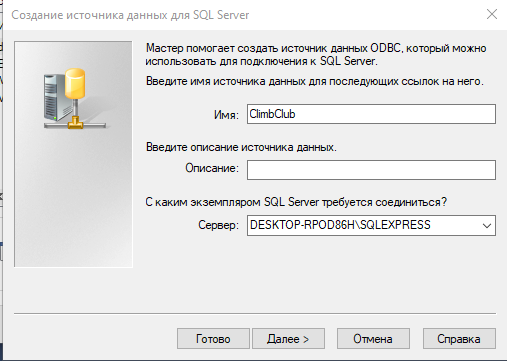 Создание источника данных для SQL Server
Мастер помогает создать источник данных ODBC, который можно
использовать для подключения к SQL Server.
Введите имя источника данных для последующих ссылок на него.
Имя: ClimbClub
Введите описание источника данных.
Описание:
С каким экземпляром SQL Server требуется соединиться?
Сервер: DESKTOP-RPOD86H\SQLEXPRESS
Готово Далее > Отмена Справка